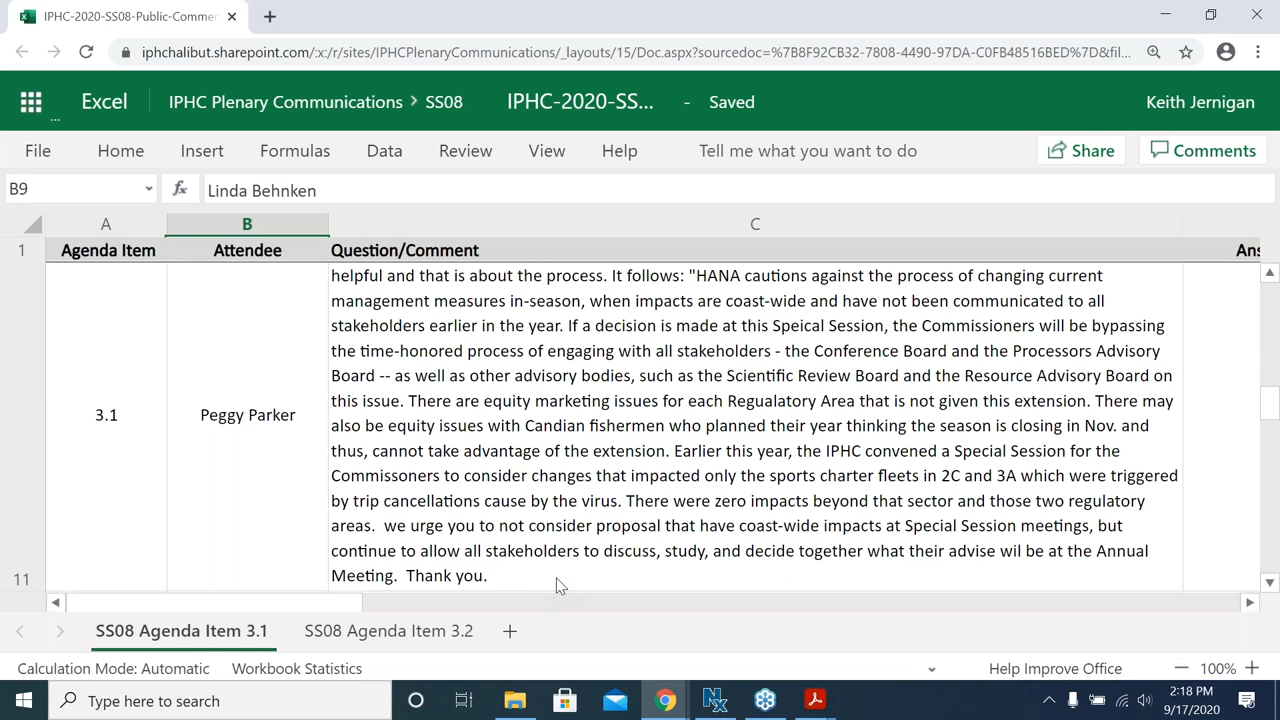 IPHC-2020-SS08-Public-Commer
iphchalibut.sharepoint.com/:x:/r/sites/IPHCPlenaryCommunications/_layouts/15/Doc.aspx?sourcedoc=%7B8F92CB32-7808-4490-97DA-C0FB48516BED%7D&fil...
Excel IPHC Plenary Communications > SS08 IPHC-2020-SS... - Saved Keith Jernigan
File Home Insert Formulas Data Review View Help Tell me what you want to do Share Comments
B9 fx Linda Behnken
A B C
1 Agenda Item Attendee Question/Comment Ans
helpful and that is about the process. It follows: "HANA cautions against the process of changing current
management measures in-season, when impacts are coast-wide and have not been communicated to all
stakeholders earlier in the year. If a decision is made at this Speical Session, the Commissioners will be bypassing
the time-honored process of engaging with all stakeholders - the Conference Board and the Processors Advisory
Board -- as well as other advisory bodies, such as the Scientific Review Board and the Resource Advisory Board on
this issue. There are equity marketing issues for each Regualatory Area that is not given this extension. There may
3.1 Peggy Parker
also be equity issues with Candian fishermen who planned their year thinking the season is closing in Nov. and
thus, cannot take advantage of the extension. Earlier this year, the IPHC convened a Special Session for the
Commissoners to consider changes that impacted only the sports charter fleets in 2C and 3A which were triggered
by trip cancellations cause by the virus. There were zero impacts beyond that sector and those two regulatory
areas. we urge you to not consider proposal that have coast-wide impacts at Special Session meetings, but
continue to allow all stakeholders to discuss, study, and decide together what their advise wil be at the Annual
11 Meeting. Thank you.
SS08 Agenda Item 3.1 SS08 Agenda Item 3.2
Calculation Mode: Automatic Workbook Statistics Help Improve Office 100%
Type here to search 2:18 PM
9/17/2020